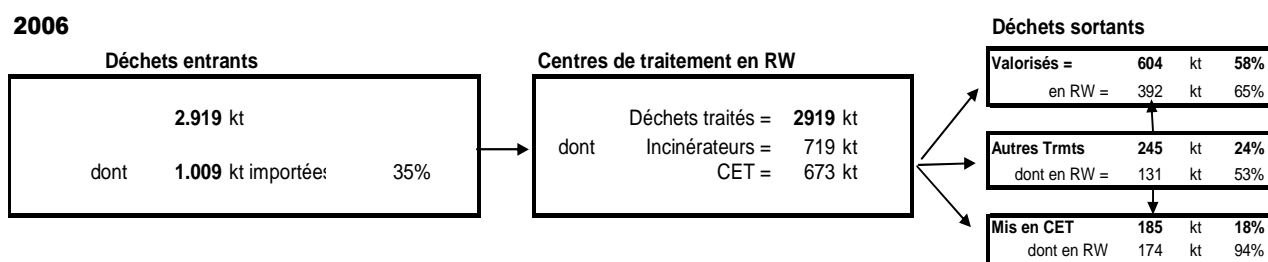 2006
Déchets entrants
2.919 kt
dont 1.009 kt importées 35%
Centres de traitement en RW
Déchets traités = 2919 kt
dont Incinérateurs = 719 kt
CET = 673 kt
Déchets sortants
Valorisés = 604 kt 58%
en RW = 392 kt 65%
Autres Trmts 245 kt 24%
dont en RW = 131 kt 53%
Mis en CET 185 kt 18%
dont en RW 174 kt 94%